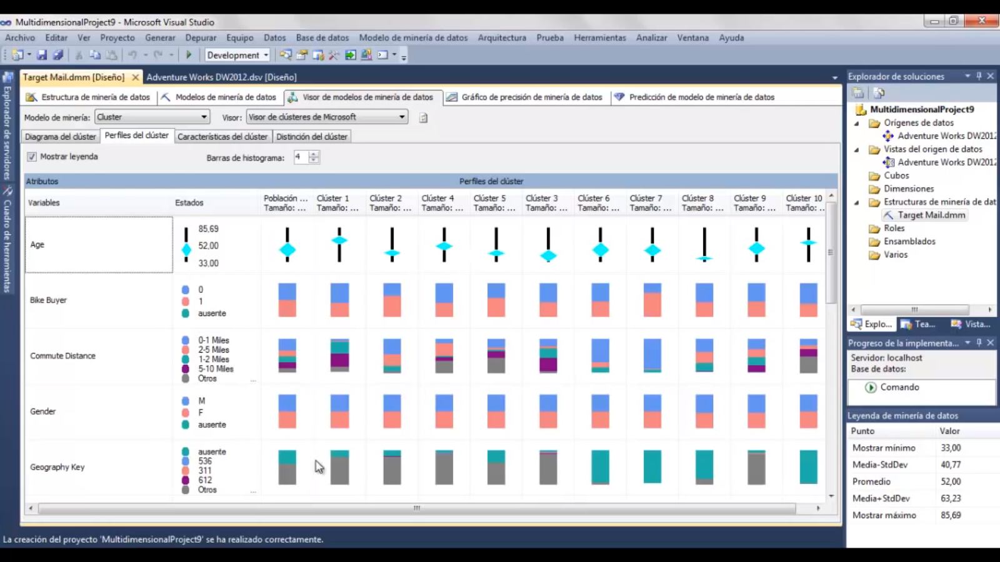 MultidimensionalProject9 - Microsoft Visual Studio
Archivo Editar Ver Proyecto Generar Depurar Equipo Datos Base de datos Modelo de minería de datos Arquitectura Prueba Herramientas Analizar Ventana Ayuda
Development
Target Mail.dmm [Diseño] Adventure Works DW2012.dsv [Diseño]
Estructura de minería de datos Modelos de minería de datos Visor de modelos de minería de datos Gráfico de precisión de minería de datos Predicción de modelo de minería de datos
Modelo de minería: Cluster Visor: Visor de clústeres de Microsoft
Diagrama del clúster Perfiles del clúster Características del clúster Distinción del clúster
Mostrar leyenda Barras de histograma: 4
Atributos Perfiles del clúster
Variables Estados
Población ... Clúster 1 Clúster 2 Clúster 4 Clúster 5 Clúster 3 Clúster 6 Clúster 7 Clúster 8 Clúster 9 Clúster 10
Tamaño: ... Tamaño: ... Tamaño: ... Tamaño: ... Tamaño: ... Tamaño: ... Tamaño: ... Tamaño: ... Tamaño: ... Tamaño: ... Tamaño: ..
Age
85,69
52,00
33,00
Bike Buyer
0
1
ausente
Commute Distance
0-1 Miles
2-5 Miles
1-2 Miles
5-10 Miles
Otros ...
Gender
M
F
ausente
Geography Key
ausente
536
311
612
Otros ...
La creación del proyecto 'MultidimensionalProject9' se ha realizado correctamente.
Explorador de servidores
Cuadro de herramientas
Explorador de soluciones
MultidimensionalProject9
Orígenes de datos
Adventure Works DW2012
Vistas del origen de datos
Adventure Works DW2012
Cubos
Dimensiones
Estructuras de minería de dat
Target Mail.dmm
Roles
Ensamblados
Varios
Explo... Tea... Vista...
Progreso de la implementa...
Servidor: localhost
Base de datos:
Comando
Leyenda de minería de datos
Punto Valor
Mostrar mínimo 33,00
Media-StdDev 40,77
Promedio 52,00
Media+StdDev 63,23
Mostrar máximo 85,69